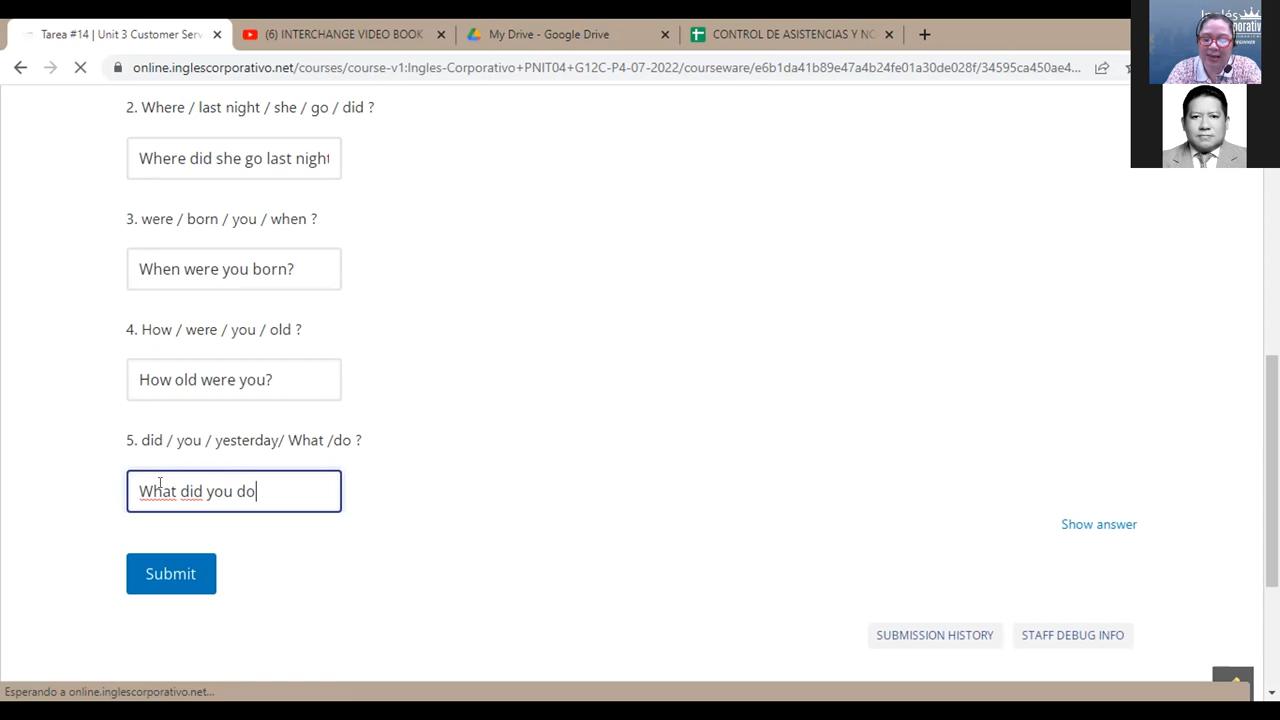 Tarea #14 | Unit 3 Customer Serv
(6) INTERCHANGE VIDEO BOOK
My Drive - Google Drive
CONTROL DE ASISTENCIAS Y NO
online.inglescorporativo.net/courses/course-v1:Ingles-Corporativo+PNIT04+G12C-P4-07-2022/courseware/e6b1da41b89e47a4b24fe01a30de028f/34595ca450ae4...
Inglés
2. Where / last night / she / go / did ?
Where did she go last night
3. were / born / you / when ?
When were you born?
4. How / were / you / old ?
How old were you?
5. did / you / yesterday/ What /do ?
What did you do
Show answer
Submit
SUBMISSION HISTORY
STAFF DEBUG INFO
Esperando a online.inglescorporativo.net...